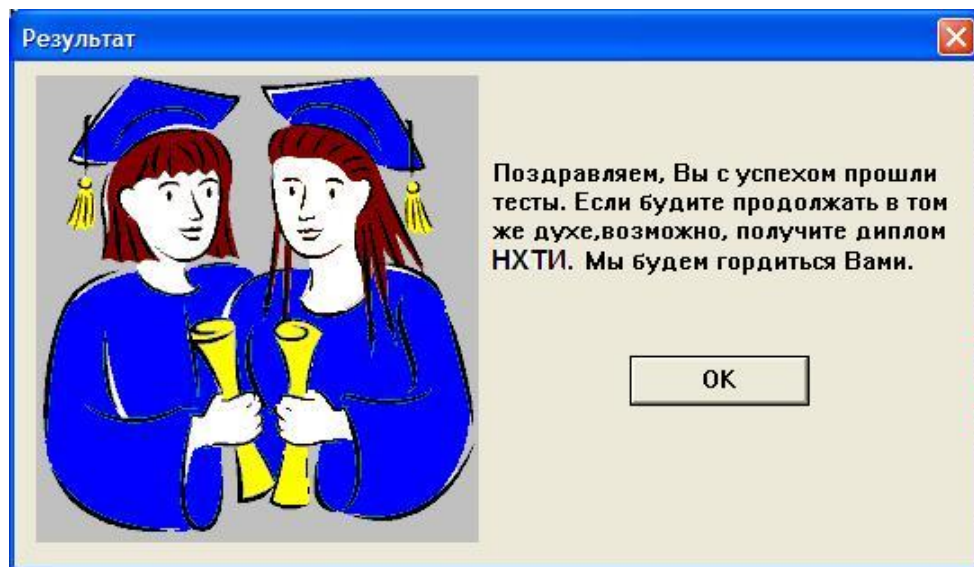 Результат
Поздравляем, Вы с успехом прошли
тесты. Если будите продолжать в том
же духе,возможно, получите диплом
НХТИ. Мы будем гордиться Вами.
OK